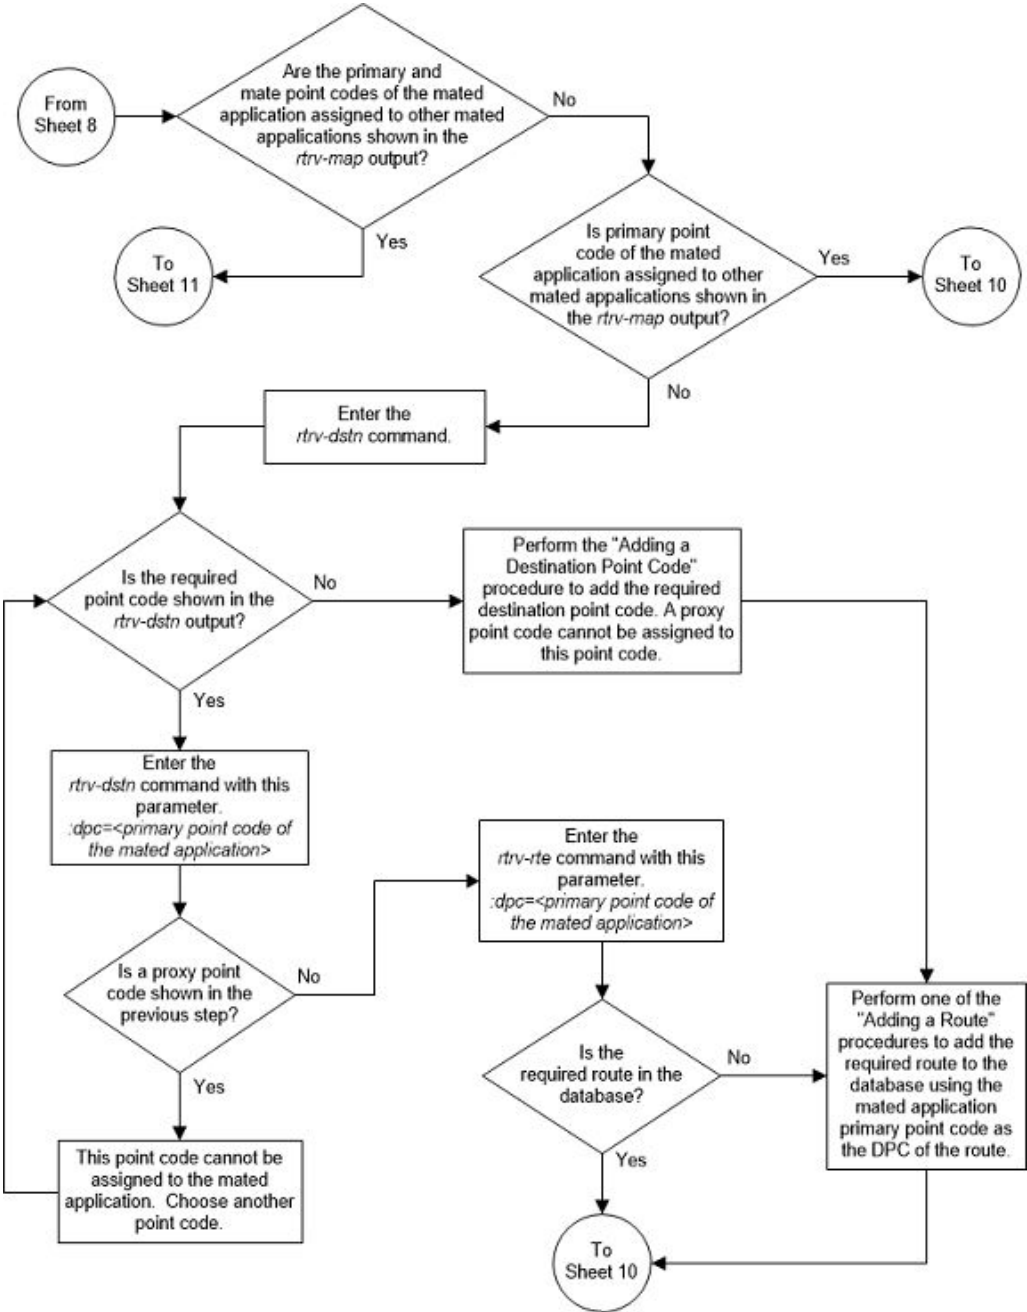 From
Sheet 8
Are the primary and
mate point codes of the mated
application assigned to other mated
appalications shown in the
rtrv-map output?
No
Yes
To
Sheet 11
Is primary point
code of the mated
application assigned to other
mated appalications shown in
the rtrv-map output?
Yes
To
Sheet 10
No
Enter the
rtrv-dstn command.
Is the required
point code shown in the
rtrv-dstn output?
No
Perform the "Adding a
Destination Point Code"
procedure to add the required
destination point code. A proxy
point code cannot be assigned to
this point code.
Yes
Enter the
rtrv-dstn command with this
parameter.
:dpc=<primary point code of
the mated application>
Is a proxy point
code shown in the
previous step?
No
Enter the
rtrv-rte command with this
parameter.
:dpc=<primary point code of
the mated application>
Yes
This point code cannot be
assigned to the mated
application.  Choose another
point code.
Is the
required route in the
database?
No
Perform one of the
"Adding a Route"
procedures to add the
required route to the
database using the
mated application
primary point code as
the DPC of the route.
Yes
To
Sheet 10